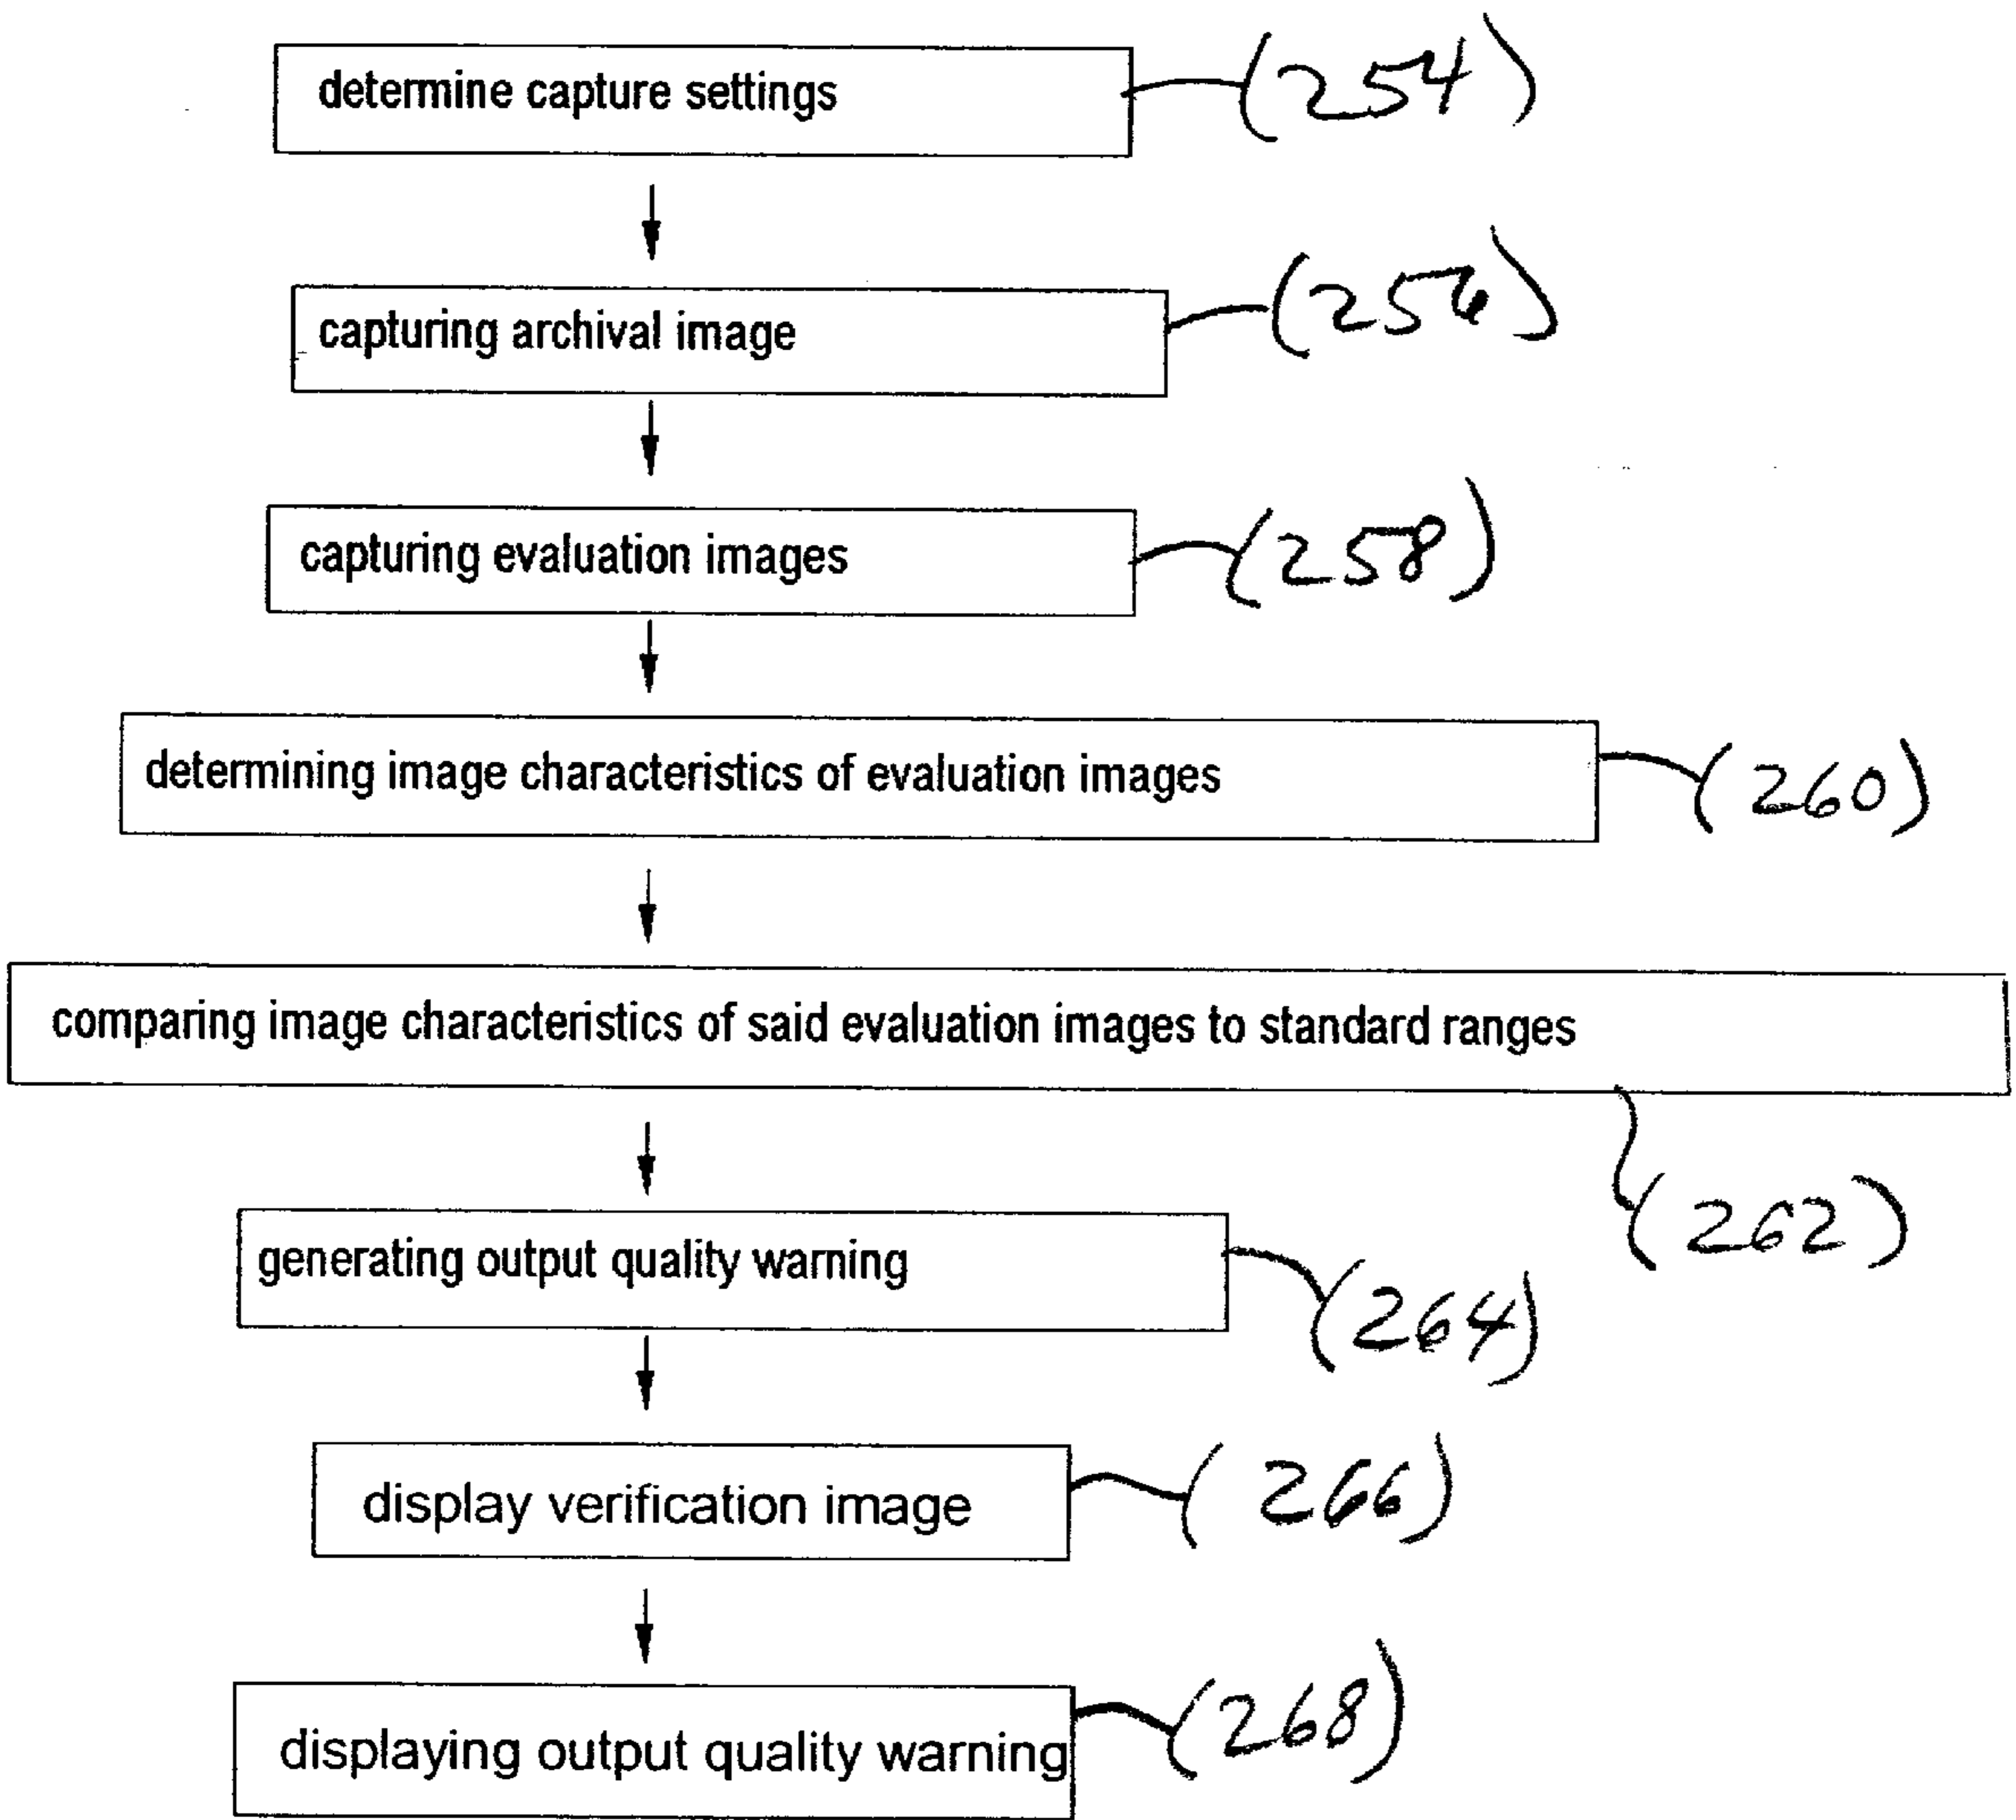 determine capture settings (254)
capturing archival image (256)
capturing evaluation images (258)
determining image characteristics of evaluation images (260)
comparing image characteristics of said evaluation images to standard ranges
(262)
generating output quality warning (264)
display verification image (266)
displaying output quality warning (268)